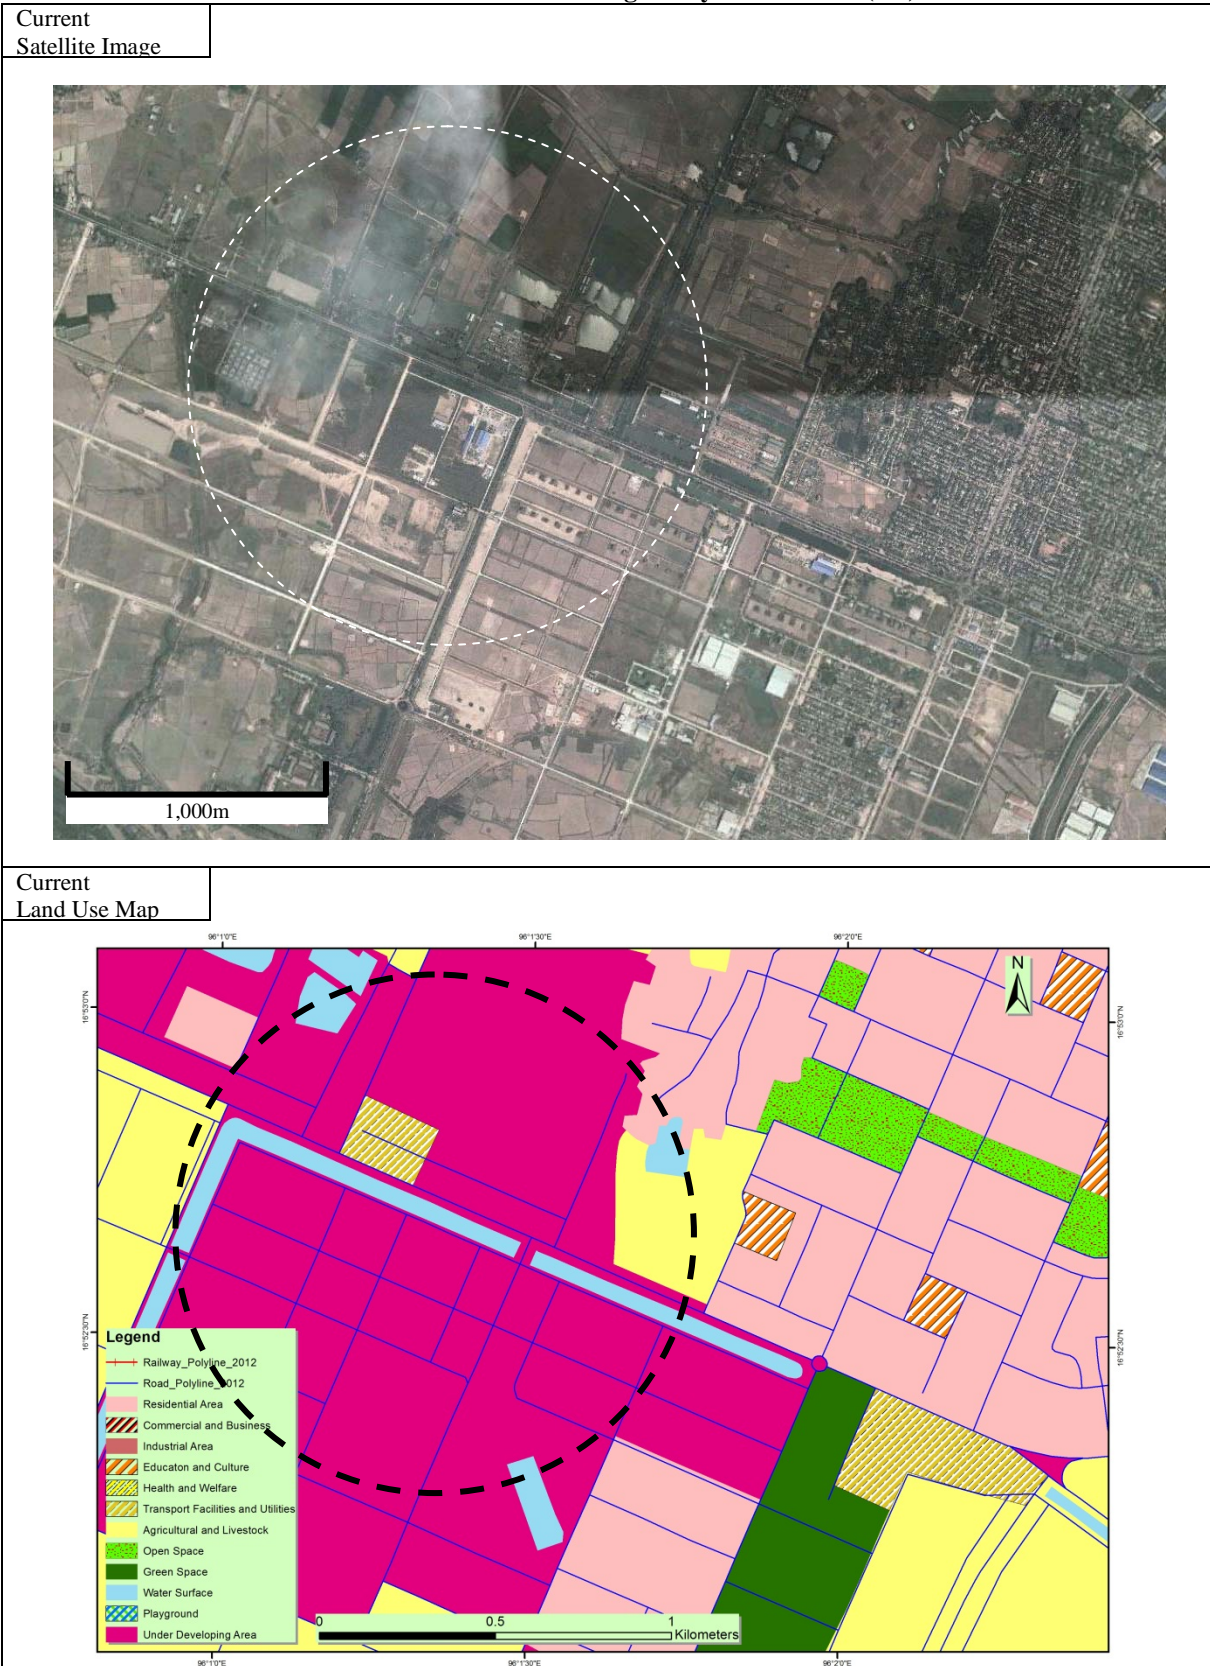 Current
Satellite Image
1,000m
Current
Land Use Map
96°1'0"E
96°1'30"E
96°2'0"E
16°53'0"N
16°53'0"N
N
16°52'30"N
16°52'30"N
Legend
Railway_Polyline_2012
Road_Polyline_2012
Residential Area
Commercial and Business
Industrial Area
Educaton and Culture
Health and Welfare
Transport Facilities and Utilities
Agricultural and Livestock
Open Space
Green Space
Water Surface
Playground
Under Developing Area
0 0.5 1
Kilometers
96°1'0"E
96°1'30"E
96°2'0"E